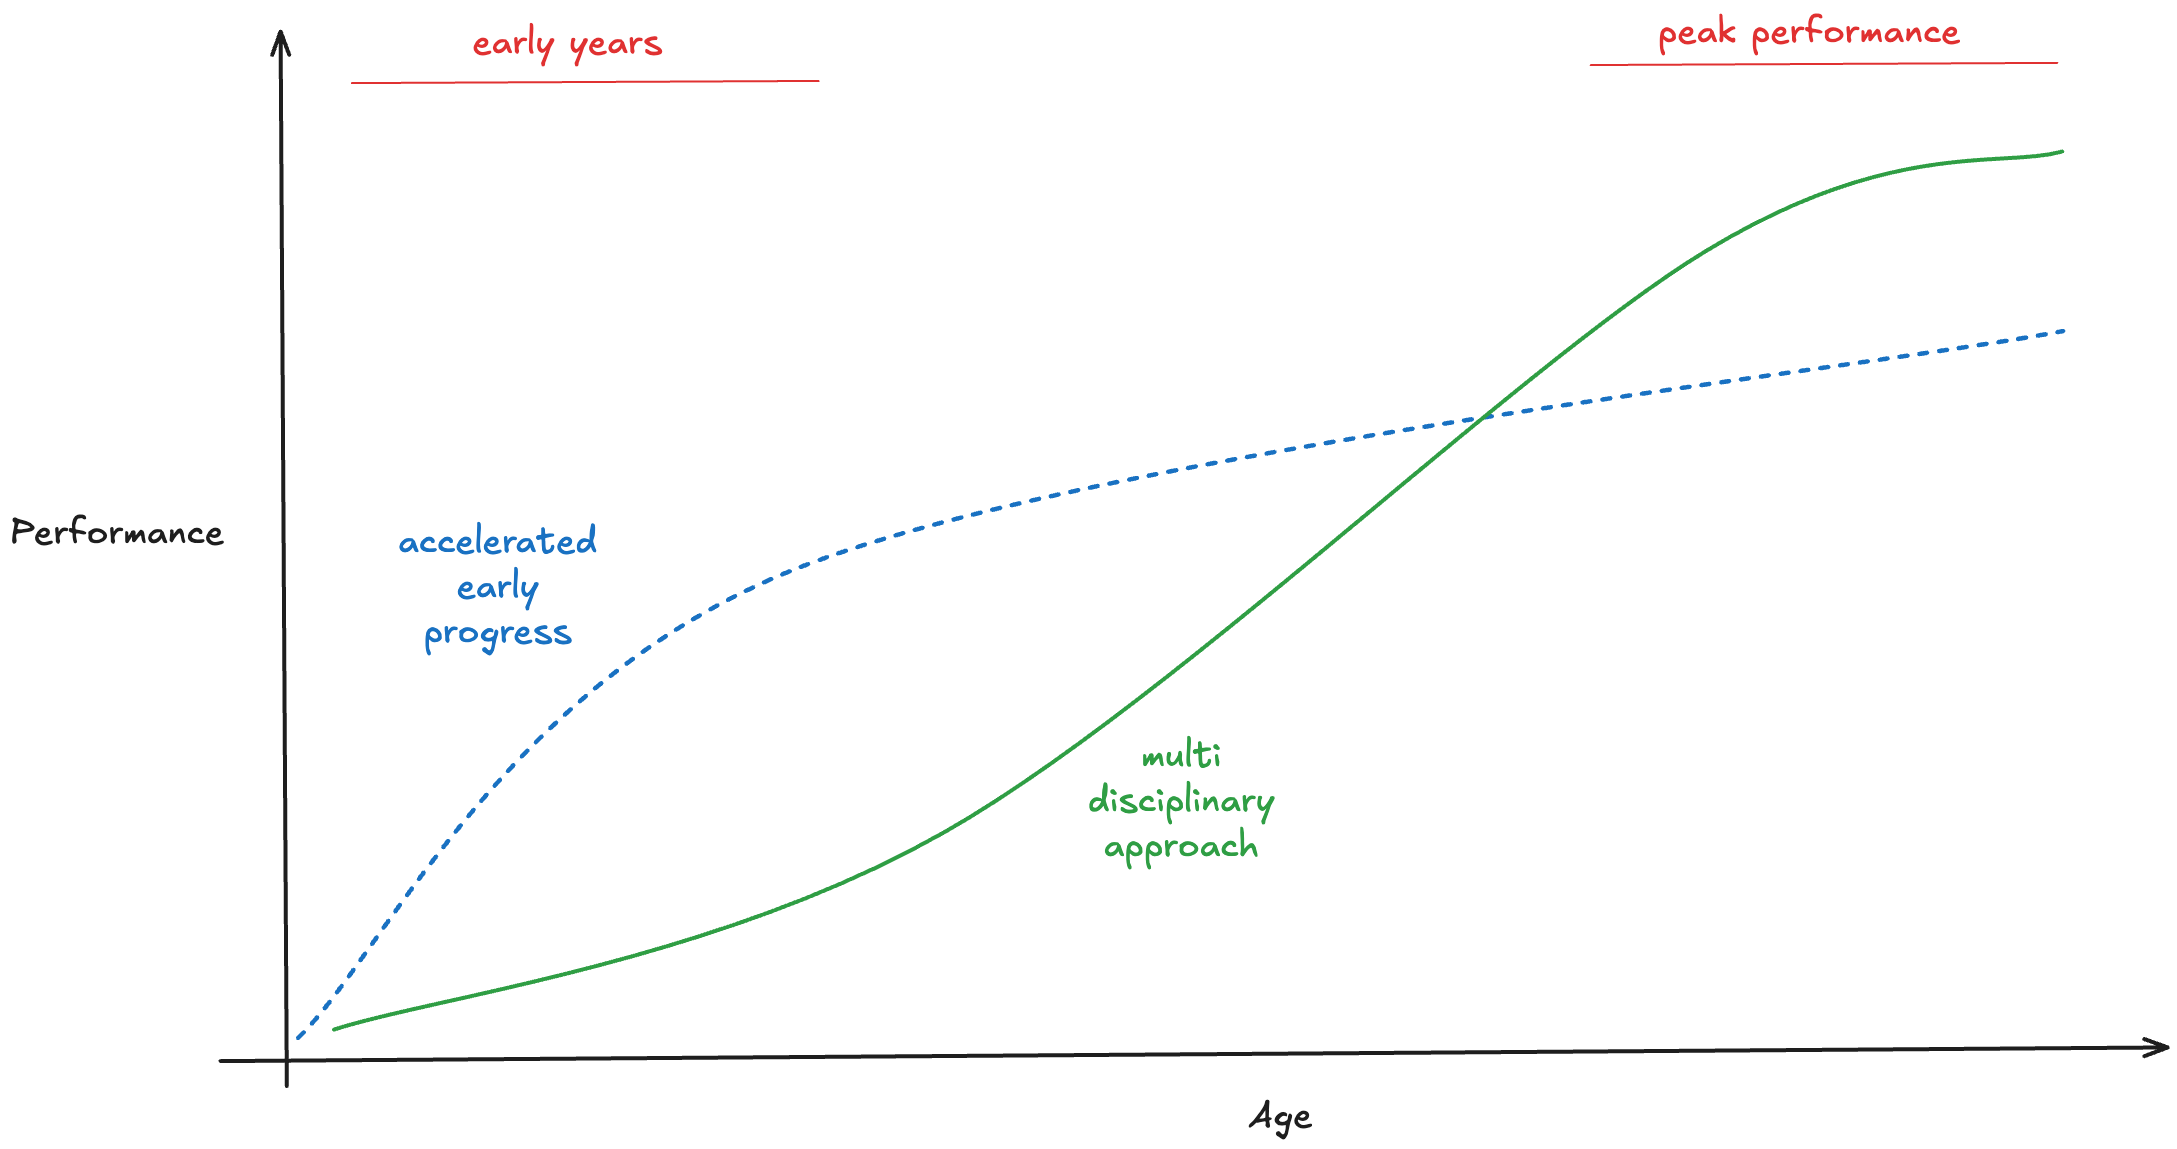 early years
peak performance
Performance
accelerated
early
progress
multi
disciplinary
approach
Age